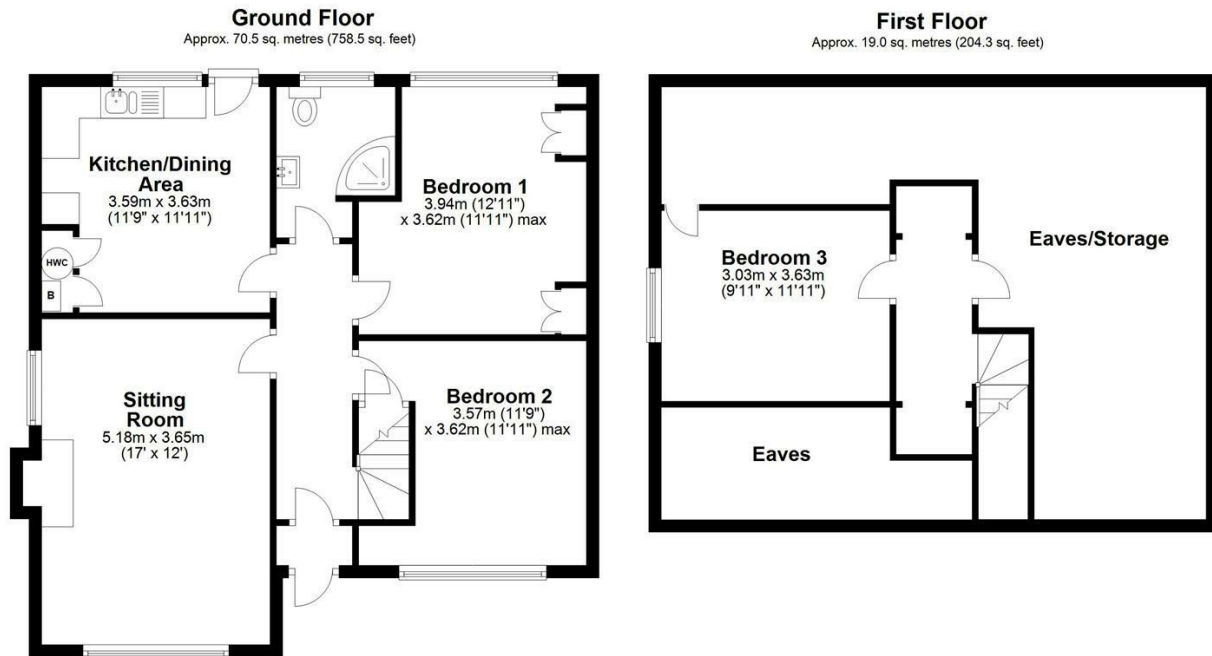 Ground Floor
Approx. 70.5 sq. metres (758.5 sq. feet)
Kitchen/Dining
Area
3.59m x 3.63m
(11'9" x 11'11")
HWC
B
Bedroom 1
3.94m (12'11")
x 3.62m (11'11") max
Sitting
Room
5.18m x 3.65m
(17' x 12')
Bedroom 2
3.57m (11'9")
x 3.62m (11'11") max
First Floor
Approx. 19.0 sq. metres (204.3 sq. feet)
Bedroom 3
3.03m x 3.63m
(9'11" x 11'11")
Eaves/Storage
Eaves